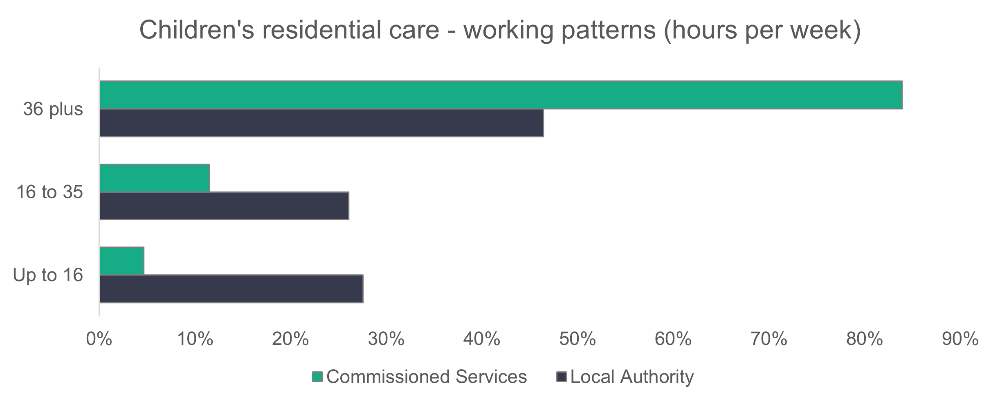 Children's residential care - working patterns (hours per week)
36 plus
16 to 35
Up to 16
0% 10% 20% 30% 40% 50% 60% 70% 80% 90%
Commissioned Services Local Authority